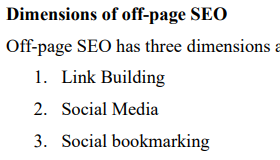 Dimensions of off-page SEO
Off-page SEO has three dimensions a
1. Link Building
2. Social Media
3. Social bookmarking